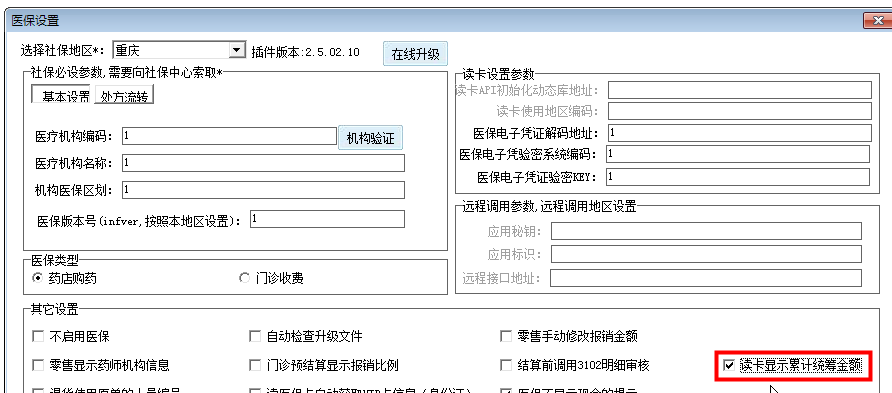 医保设置
选择社保地区*: 重庆 插件版本:2.5.02.10 在线升级
社保必设参数,需要向社保中心索取*
基本设置 处方流转
医疗机构编码: 1 机构验证
医疗机构名称: 1
机构医保区划: 1
医保版本号(infver,按照本地区设置): 1
读卡设置参数
读卡API初始化动态库地址:
读卡使用地区编码:
医保电子凭证解码地址: 1
医保电子凭验密系统编码: 1
医保电子凭证验密KEY: 1
远程调用参数,远程调用地区设置
应用秘钥:
应用标识:
远程接口地址:
医保类型
药店购药 门诊收费
其它设置
不启用医保 自动检查升级文件 零售手动修改报销金额
零售显示药师机构信息 门诊预结算显示报销比例 结算前调用3102明细审核 读卡显示累计统筹金额